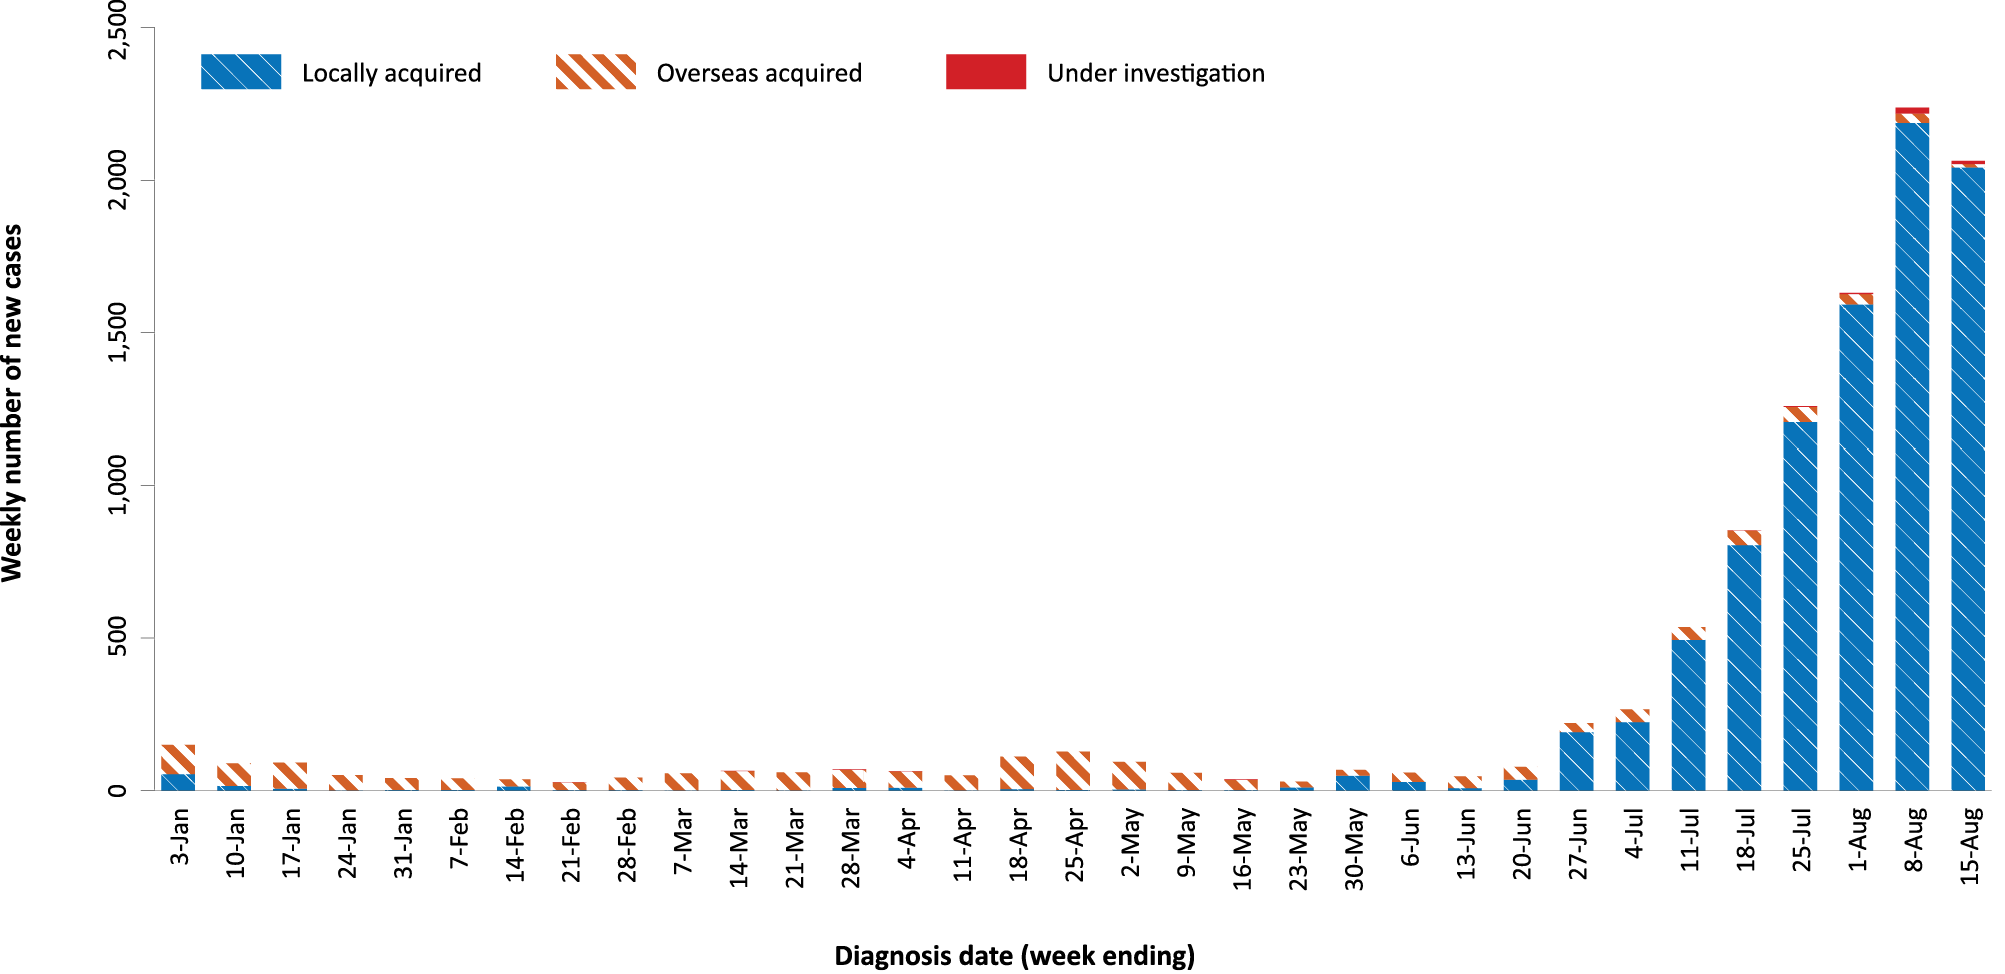 Weekly number of new cases
2,500
2,000
1,500
1,000
500
0
Locally acquired
Overseas acquired
Under investigation
3-Jan
10-Jan
17-Jan
24-Jan
31-Jan
7-Feb
14-Feb
21-Feb
28-Feb
7-Mar
14-Mar
21-Mar
28-Mar
4-Apr
11-Apr
18-Apr
25-Apr
2-May
9-May
16-May
23-May
30-May
6-Jun
13-Jun
20-Jun
27-Jun
4-Jul
11-Jul
18-Jul
25-Jul
1-Aug
8-Aug
15-Aug
Diagnosis date (week ending)